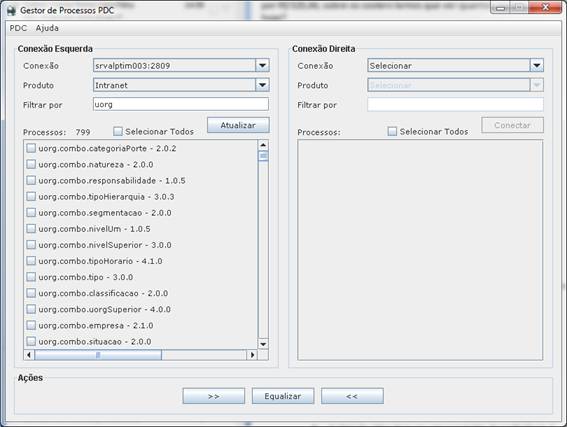 Gestor de Processos PDC
PDC Ajuda
Conexão Esquerda
Conexão srvalptim003:2809
Produto Intranet
Filtrar por uorg
Atualizar
Processos: 799 Selecionar Todos
uorg.combo.categoriaPorte - 2.0.2
uorg.combo.natureza - 2.0.0
uorg.combo.responsabilidade - 1.0.5
uorg.combo.tipoHierarquia - 3.0.3
uorg.combo.segmentacao - 2.0.0
uorg.combo.nivelUm - 1.0.5
uorg.combo.nivelSuperior - 3.0.0
uorg.combo.tipoHorario - 4.1.0
uorg.combo.tipo - 3.0.0
uorg.combo.classificacao - 2.0.0
uorg.combo.uorgSuperior - 4.0.0
uorg.combo.empresa - 2.1.0
uorg.combo.situacao - 2.0.0
Conexão Direita
Conexão Selecionar
Produto Selecionar
Filtrar por
Conectar
Processos: Selecionar Todos
Ações
>> Equalizar <<